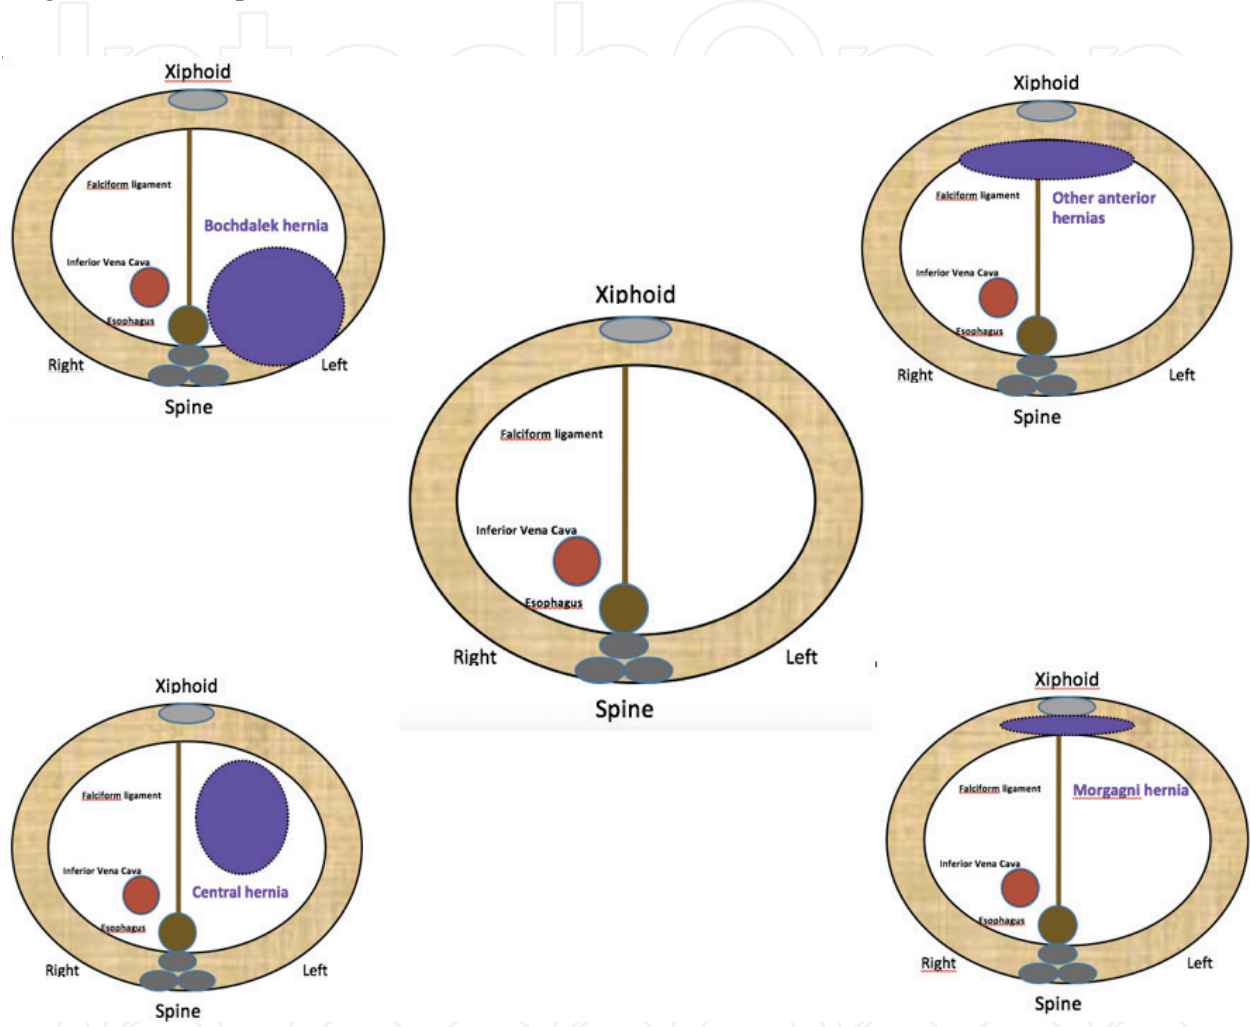 Xiphoid
Falciform ligament
Bochdalek hernia
Inferior Vena Cava
Esophagus
Right
Left
Spine
Xiphoid
Falciform ligament
Other anterior
hernias
Inferior Vena Cava
Esophagus
Right
Left
Spine
Xiphoid
Falciform ligament
Inferior Vena Cava
Esophagus
Right
Left
Spine
Xiphoid
Falciform ligament
Inferior Vena Cava
Central hernia
Esophagus
Right
Left
Spine
Xiphoid
Falciform ligament
Morgagni hernia
Inferior Vena Cava
Esophagus
Right
Left
Spine